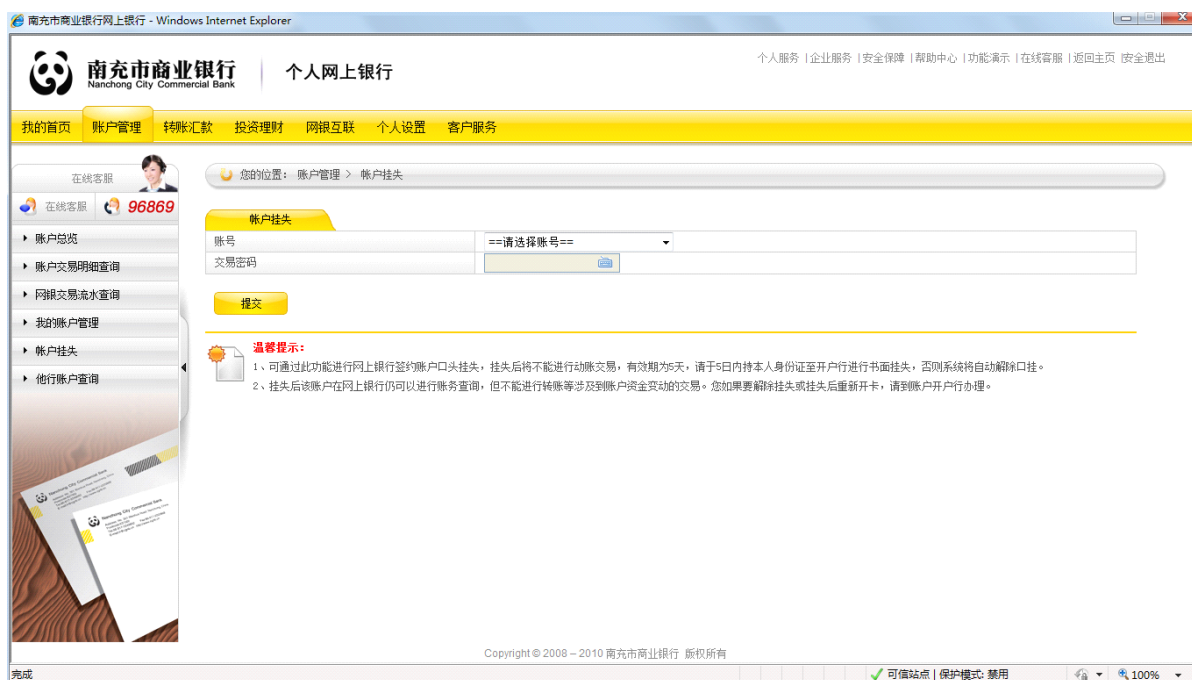 南充市商业银行网上银行 - Windows Internet Explorer
南充市商业银行
Nanchong City Commercial Bank
个人网上银行
个人服务 |企业服务 |安全保障 |帮助中心 |功能演示 |在线客服 |返回主页 |安全退出
我的首页 账户管理 转账汇款 投资理财 网银互联 个人设置 客户服务
在线客服
在线客服 96869
账户总览
账户交易明细查询
网银交易流水查询
我的账户管理
帐户挂失
他行账户查询
您的位置: 账户管理 > 帐户挂失
帐户挂失
账号 ==请选择账号==
交易密码
提交
温馨提示:
1、可通过此功能进行网上银行签约账户口头挂失,挂失后将不能进行动账交易,有效期为5天,请于5日内持本人身份证至开户行进行书面挂失,否则系统将自动解除口挂。
2、挂失后该账户在网上银行仍可以进行账务查询,但不能进行转账等涉及到账户资金变动的交易。您如果要解除挂失或挂失后重新开卡,请到账户开户行办理。
Nanchong City Commercial Bank
Nanchong City Commercial Bank
Copyright © 2008 – 2010 南充市商业银行 版权所有
完成 可信站点 | 保护模式: 禁用 100%